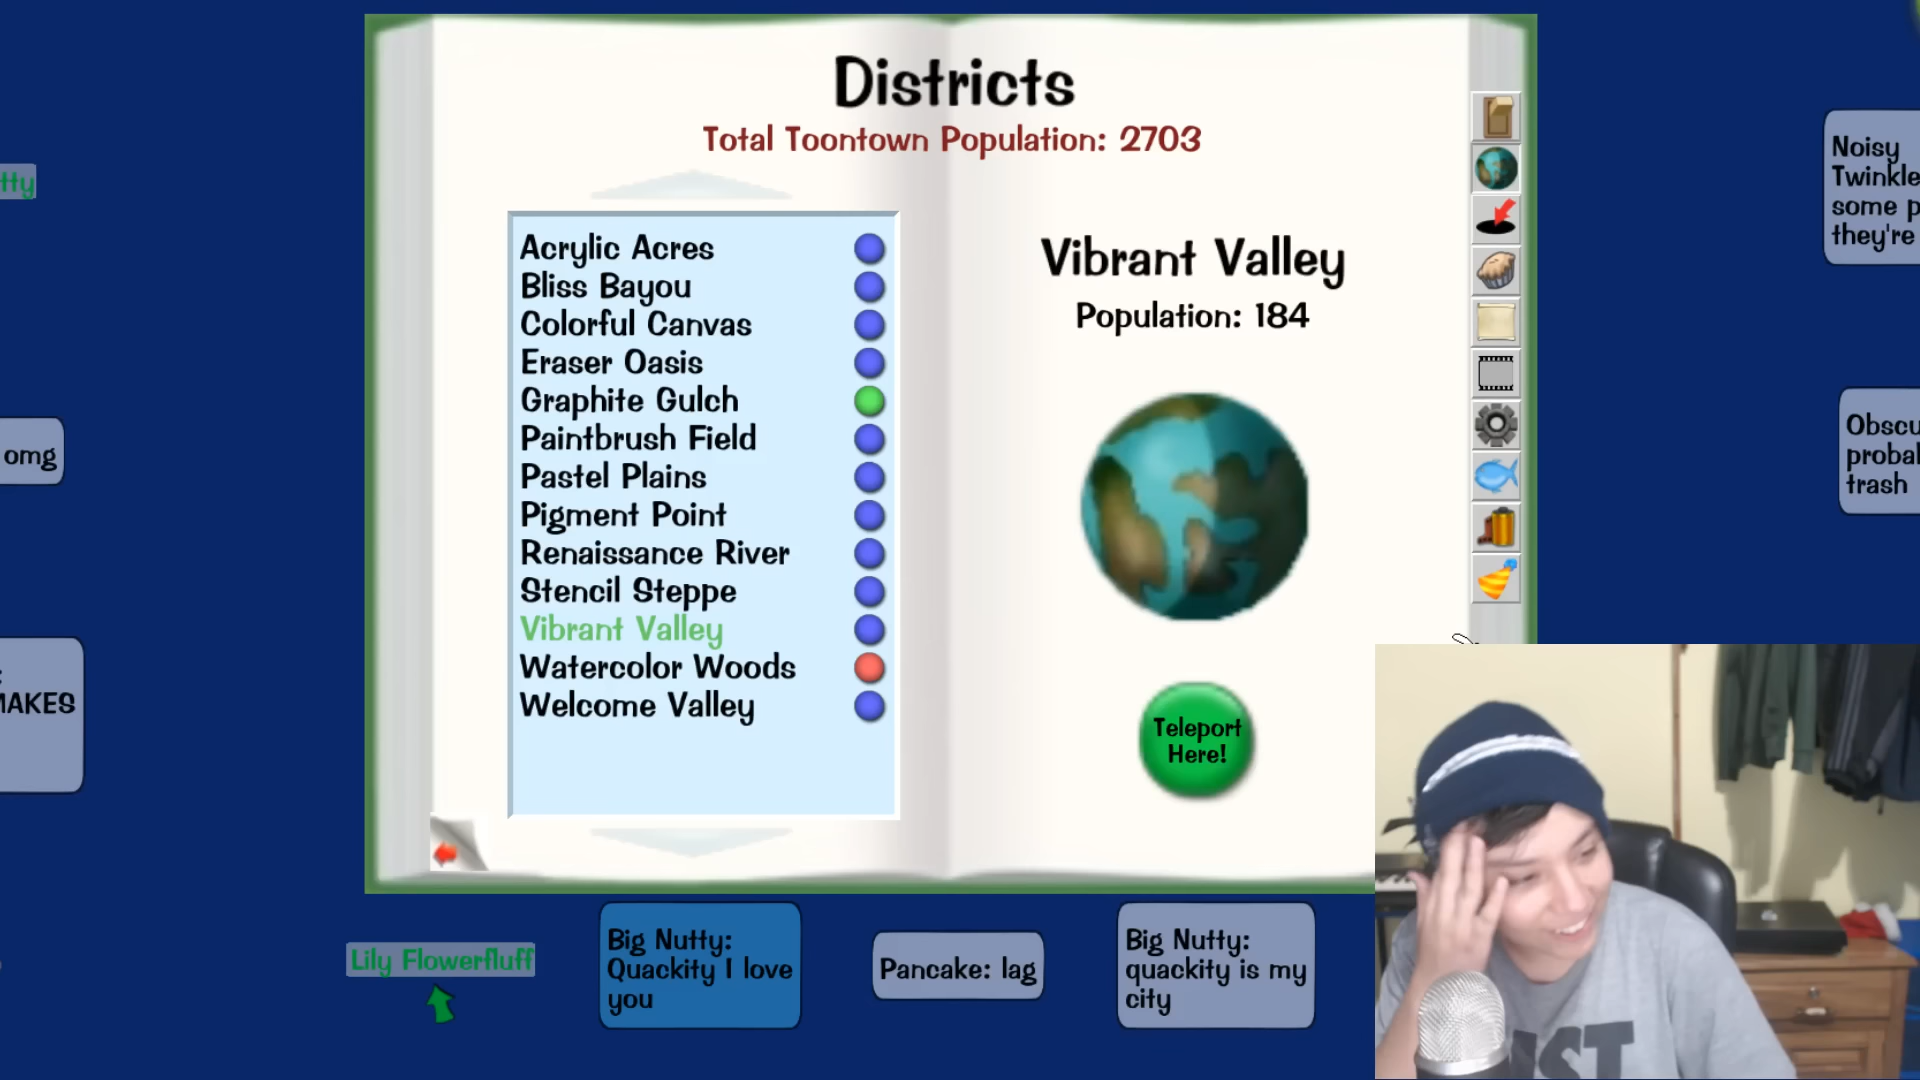 Districts
Total Toontown Population: 2703
Acrylic Acres
Bliss Bayou
Colorful Canvas
Eraser Oasis
Graphite Gulch
Paintbrush Field
Pastel Plains
Pigment Point
Renaissance River
Stencil Steppe
Vibrant Valley
Watercolor Woods
Welcome Valley
Vibrant Valley
Population: 184
Teleport
Here!
tty
omg
MAKES
Noisy
Twinkle
some p
they're
Obscu
probal
trash
Lily Flowerfluff
Big Nutty:
Quackity I love
you
Pancake: lag
Big Nutty:
quackity is my
city